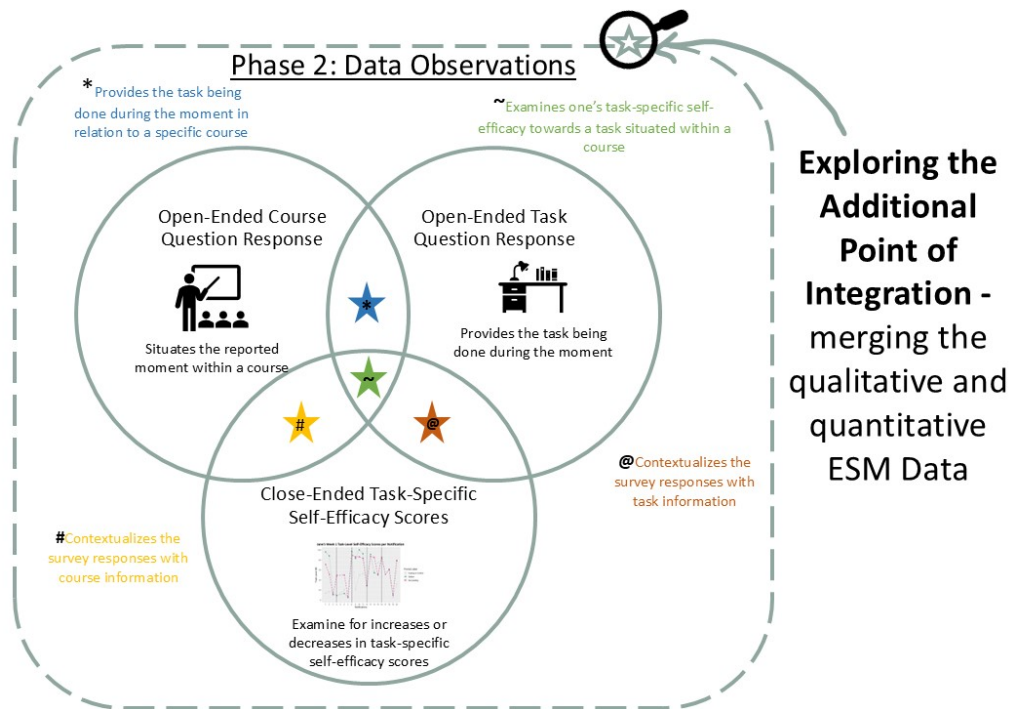 Phase 2: Data Observations
*Provides the task being
done during the moment in
relation to a specific course
~Examines one's task-specific self-
efficacy towards a task situated within a
course
Exploring the
Additional
Point of
Integration -
merging the
qualitative and
quantitative
ESM Data
Open-Ended Course
Question Response
Situates the reported
moment within a course
Open-Ended Task
Question Response
Provides the task being
done during the moment
*
~
#
@
@Contextualizes the
survey responses with
task information
Close-Ended Task-Specific
Self-Efficacy Scores
#Contextualizes the
survey responses with
course information
Examine for increases or
decreases in task-specific
self-efficacy scores